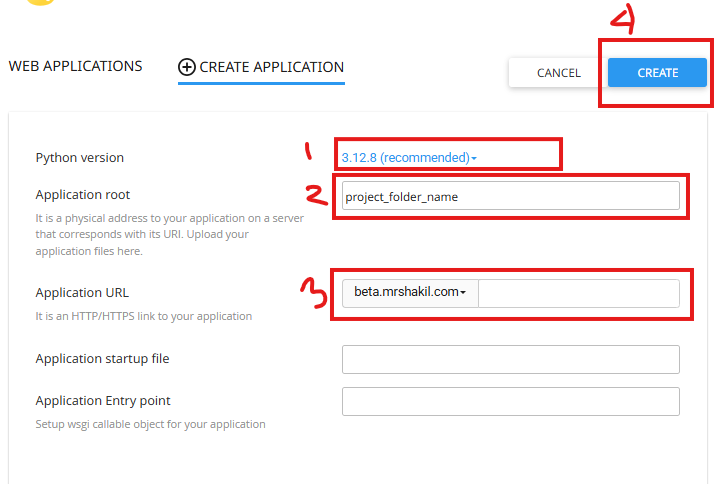 4
WEB APPLICATIONS
CREATE APPLICATION
CANCEL
CREATE
Python version
1
3.12.8 (recommended)
Application root
2
project_folder_name
It is a physical address to your application on a server
that corresponds with its URI. Upload your
application files here.
Application URL
3
beta.mrshakil.com
It is an HTTP/HTTPS link to your application
Application startup file
Application Entry point
Setup wsgi callable object for your application